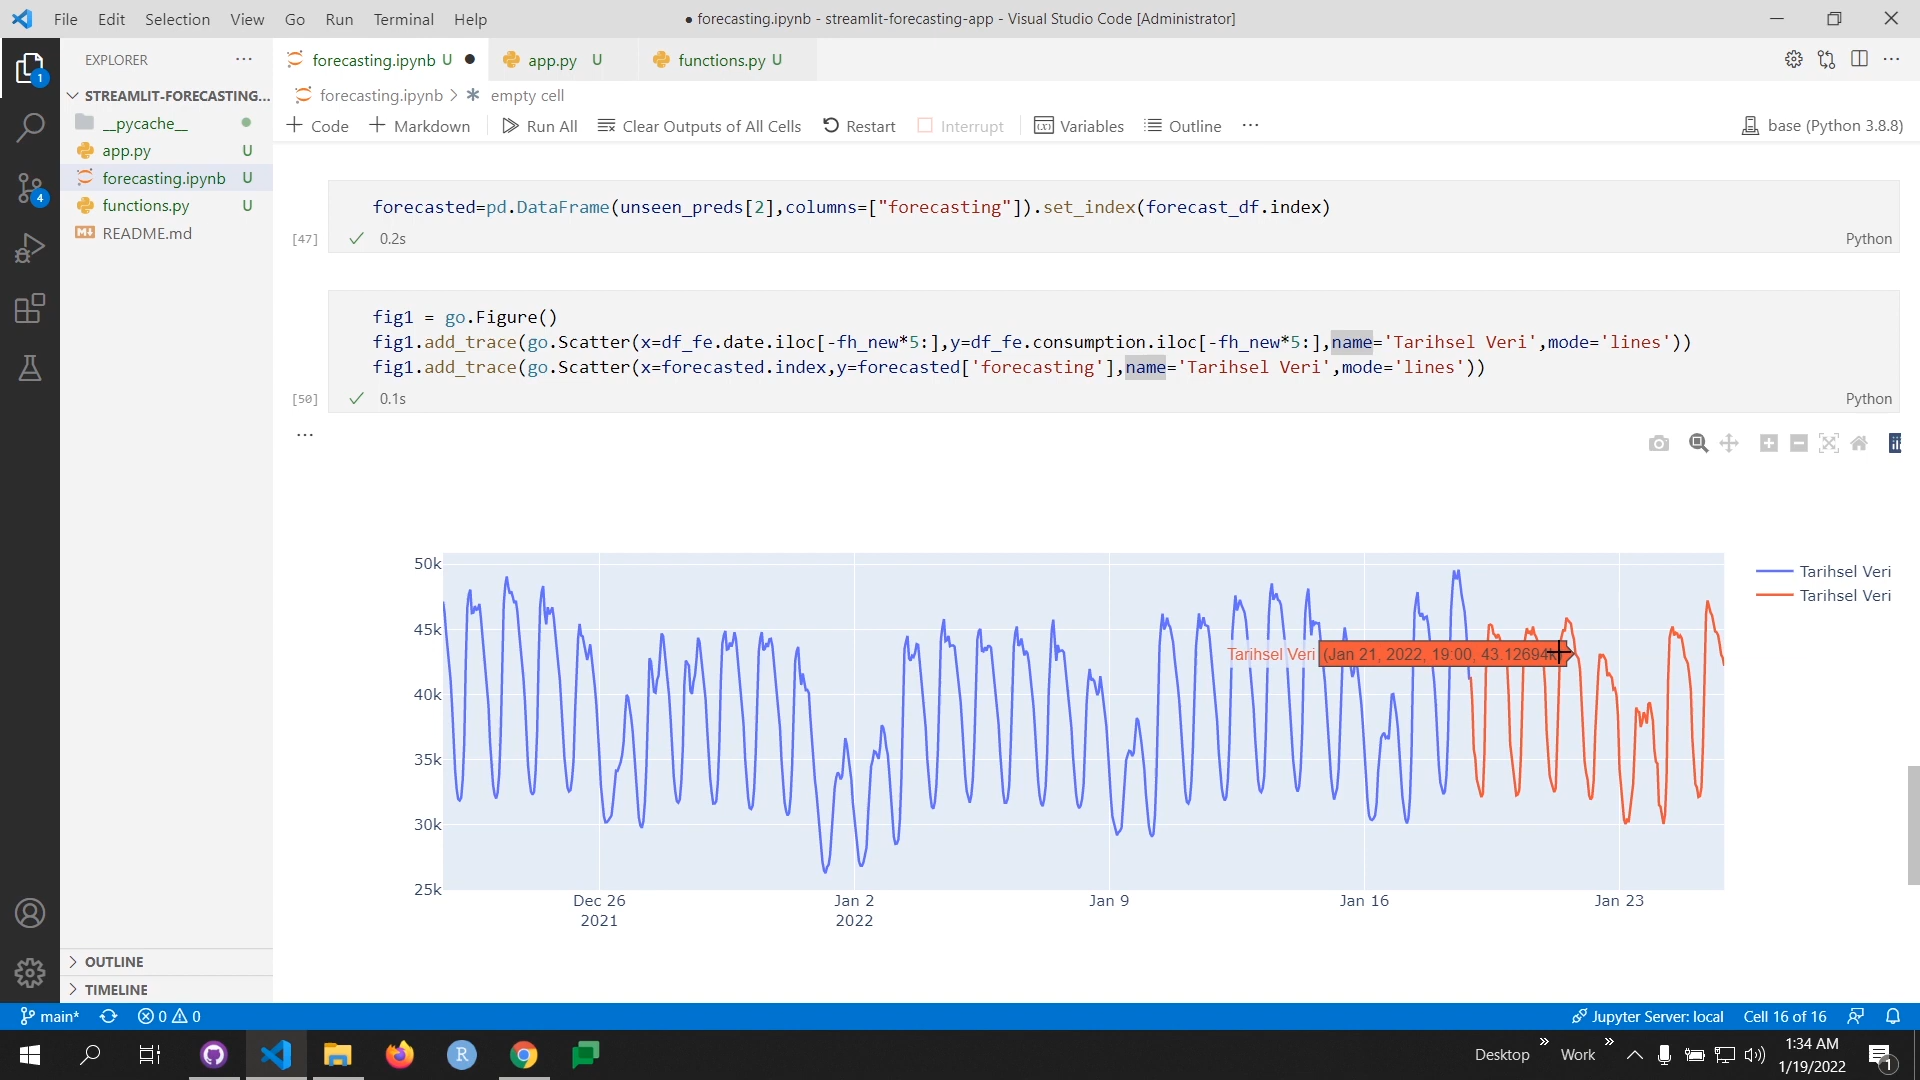 File Edit Selection View Go Run Terminal Help
● forecasting.ipynb - streamlit-forecasting-app - Visual Studio Code [Administrator]
EXPLORER ...
forecasting.ipynb U ●
app.py U
functions.py U
STREAMLIT-FORECASTING...
forecasting.ipynb > empty cell
__pycache__
app.py U
forecasting.ipynb U
functions.py U
README.md
+ Code + Markdown Run All Clear Outputs of All Cells Restart Interrupt Variables Outline ...
base (Python 3.8.8)
forecasted=pd.DataFrame(unseen_preds[2],columns=["forecasting"]).set_index(forecast_df.index)
[47] ✓ 0.2s Python
fig1 = go.Figure()
fig1.add_trace(go.Scatter(x=df_fe.date.iloc[-fh_new*5:],y=df_fe.consumption.iloc[-fh_new*5:],name='Tarihsel Veri',mode='lines'))
fig1.add_trace(go.Scatter(x=forecasted.index,y=forecasted['forecasting'],name='Tarihsel Veri',mode='lines'))
[50] ✓ 0.1s Python
...
50k
45k
40k
35k
30k
25k
Tarihsel Veri
Tarihsel Veri
Tarihsel Veri (Jan 21, 2022, 19:00, 43.12694k)
Dec 26
2021
Jan 2
2022
Jan 9
Jan 16
Jan 23
OUTLINE
TIMELINE
1
4
main* 0 0
Jupyter Server: local Cell 16 of 16
R
Desktop » Work »
1:34 AM
1/19/2022
1